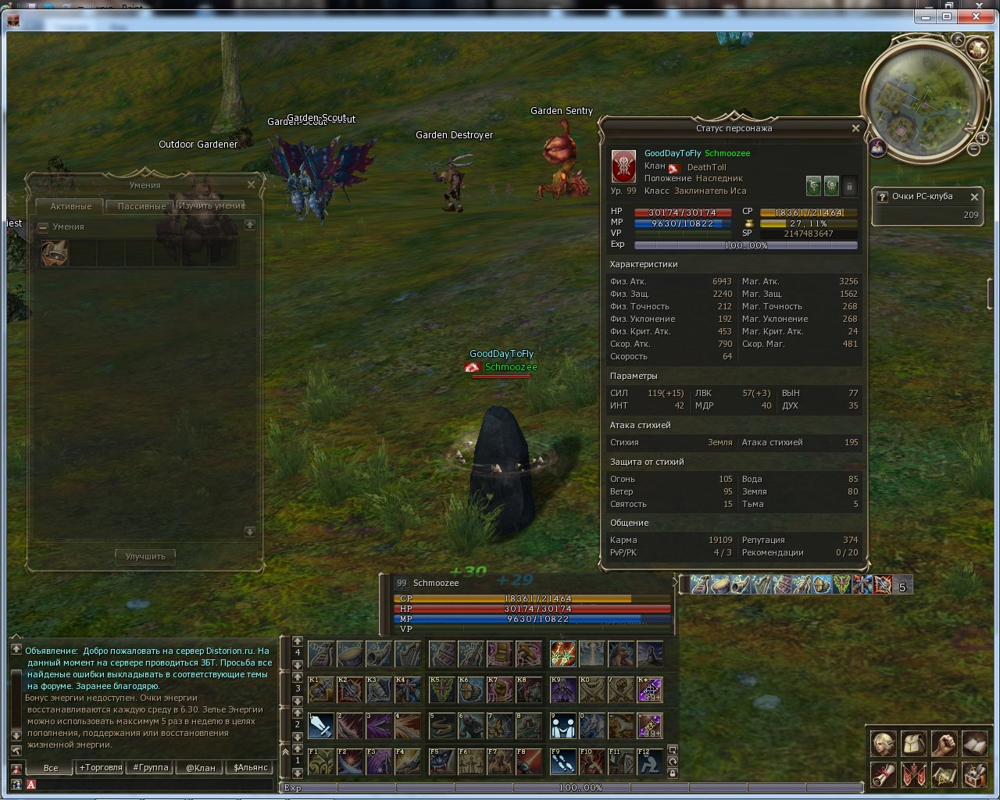 Garden Sentry
Garden Scout
Garden Scout
Garden Destroyer
Outdoor Gardener
iest
Умения
Активные
Пассивные
Изучить умение
Умения
Улучшить
GoodDayToFly
Schmoozee
+30
+29
Статус персонажа
GoodDayToFly Schmoozee
Клан DeathToll
Положение Наследник
Ур. 99 Класс Заклинатель Иса
HP 30174/30174 CP 18361/21464
MP 9630/10822 27, 11%
VP SP 2147483647
Exp 100, 00%
Характеристики
Физ. Атк. 6943 Маг. Атк. 3256
Физ. Защ. 2240 Маг. Защ. 1562
Физ. Точность 212 Маг. Точность 268
Физ. Уклонение 192 Маг. Уклонение 268
Физ. Крит. Атк. 453 Маг. Крит. Атк. 24
Скор. Атк. 790 Скор. Маг. 481
Скорость 64
Параметры
СИЛ 119(+15) ЛВК 57(+3) ВЫН 77
ИНТ 42 МДР 40 ДУХ 35
Атака стихией
Стихия Земля Атака стихией 195
Защита от стихий
Огонь 105 Вода 85
Ветер 95 Земля 80
Святость 15 Тьма 5
Общение
Карма 19109 Репутация 374
PvP/PK 4 / 3 Рекомендации 0 / 20
? Очки PC-клуба
209
99 Schmoozee
CP 18361/21464
HP 30174/30174
MP 9630/10822
VP
5
Объявление: Добро пожаловать на сервер Distorion.ru. На
данный момент на сервере проводиться ЗБТ. Просьба все
найденые ошибки выкладывать в соответствующие темы
на форуме. Заранее благодярю.
Бонус энергии недоступен. Очки энергии
восстанавливаются каждую среду в 6.30. Зелье Энергии
можно использовать максимум 5 раз в неделю в целях
пополнения, поддержания или восстановления
жизненной энергии.
Все +Торговля #Группа @Клан $Альянс
A
4
3 K1 K2 K3 K4 K5 K6 K7 K8 K9 K0 / K*
99+
2 1 2 3 4 5 6 7 8 9 0 - =
99+
1 F1 F2 F3 F4 F5 F6 F7 F8 F9 F10 F11 F12
Exp 100, 00%